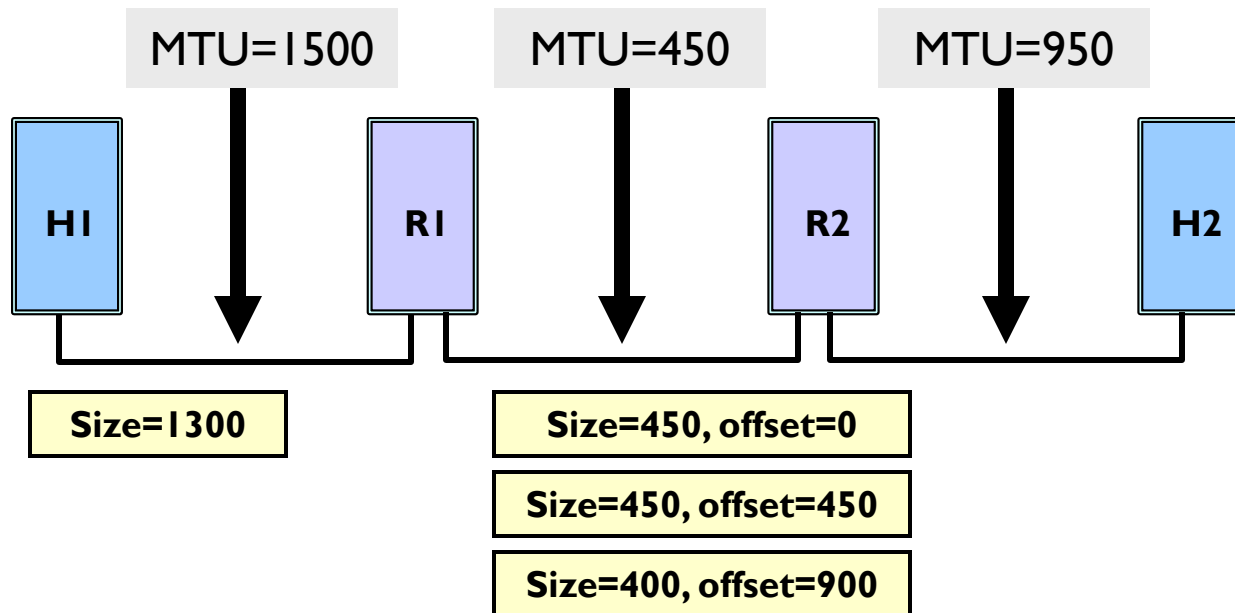 MTU=1500
MTU=450
MTU=950
H1
R1
R2
H2
Size=1300
Size=450, offset=0
Size=450, offset=450
Size=400, offset=900